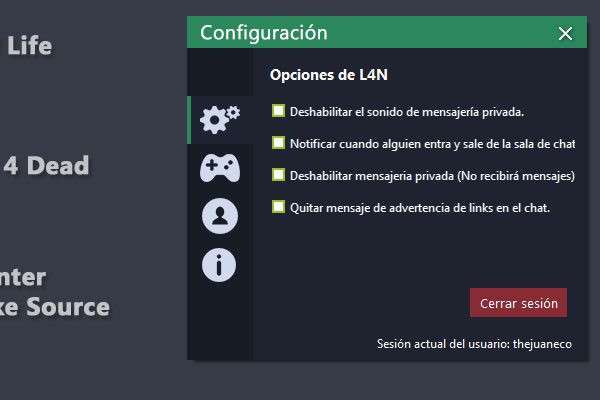 Life
4 Dead
nter
ke Source
Configuración
Opciones de L4N
Deshabilitar el sonido de mensajería privada.
Notificar cuando alguien entra y sale de la sala de chat
Deshabilitar mensajeria privada (No recibirá mensajes)
Quitar mensaje de advertencia de links en el chat.
Cerrar sesión
Sesión actual del usuario: thejuaneco